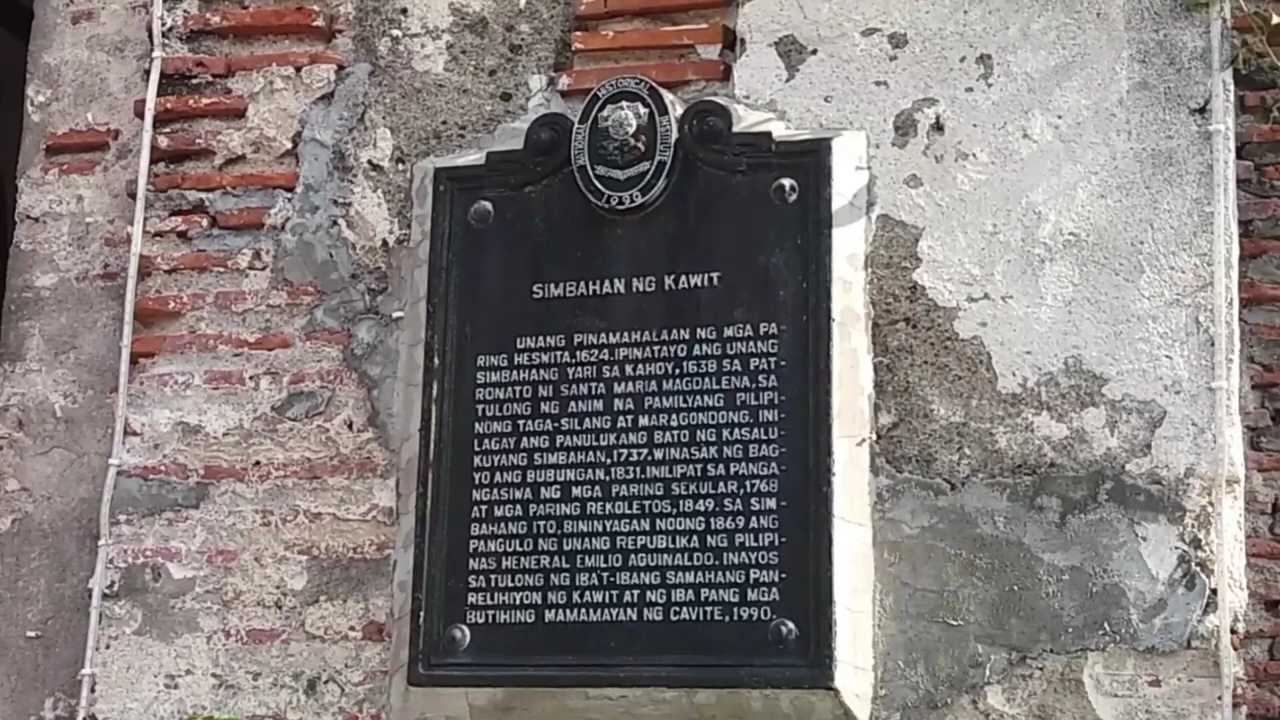 NATIONAL HISTORICAL INSTITUTE
1990
SIMBAHAN NG KAWIT
UNANG PINAMAHALAAN NG MGA PA-
RING HESWITA,1624.IPINATAYO ANG UNANG
SIMBAHANG YARI SA KAHOY,1638 SA PAT-
RONATO NI SANTA MARIA MAGDALENA, SA
TULONG NG ANIM NA PAMILYANG PILIPI-
NONG TAGA-SILANG AT MARAGONDONG. INI-
LAGAY ANG PANULUKANG BATO NG KASALU-
KUYANG SIMBAHAN,1737.WINASAK NG BAG-
YO ANG BUBUNGAN,1831.INILIPAT SA PANGA-
NGASIWA NG MGA PARING SEKULAR,1768
AT MGA PARING REKOLETOS,1849. SA SIM-
BAHANG ITO, BININYAGAN NOONG 1869 ANG
PANGULO NG UNANG REPUBLIKA NG PILIPI-
NAS HENERAL EMILIO AGUINALDO. INAYOS
SA TULONG NG IBA'T-IBANG SAMAHANG PAN-
RELIHIYON NG KAWIT AT NG IBA PANG MGA
BUTIHING MAMAMAYAN NG CAVITE,1990.